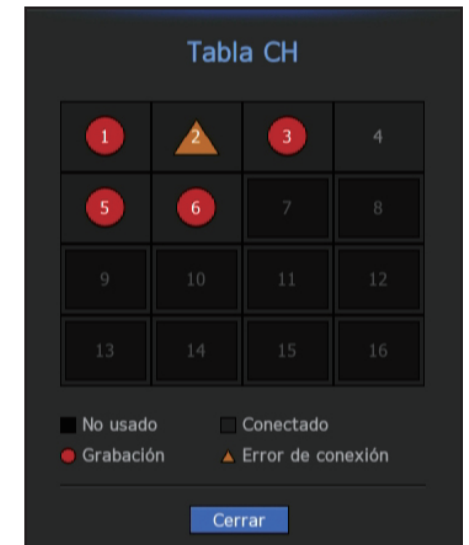 Tabla CH
1 2 3 4
5 6 7 8
9 10 11 12
13 14 15 16
No usado Conectado
Grabación Error de conexión
Cerrar